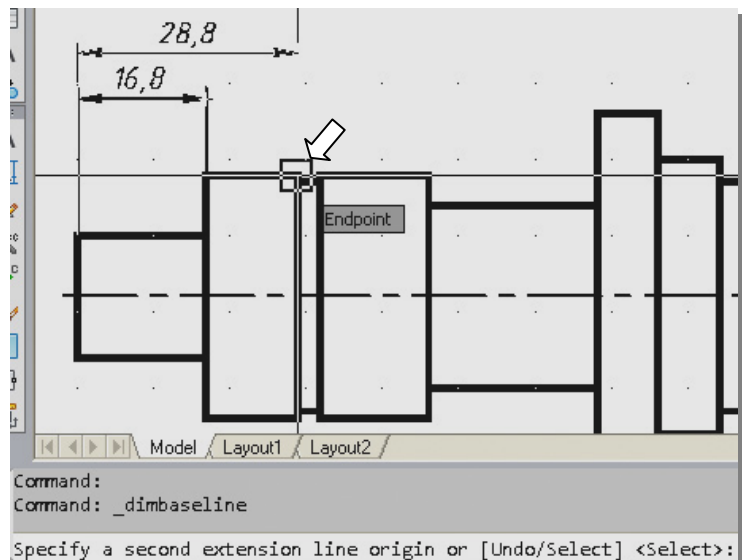 28,8
16,8
Endpoint
Model Layout1 Layout2
Command:
Command: _dimbaseline
Specify a second extension line origin or [Undo/Select] <Select>: